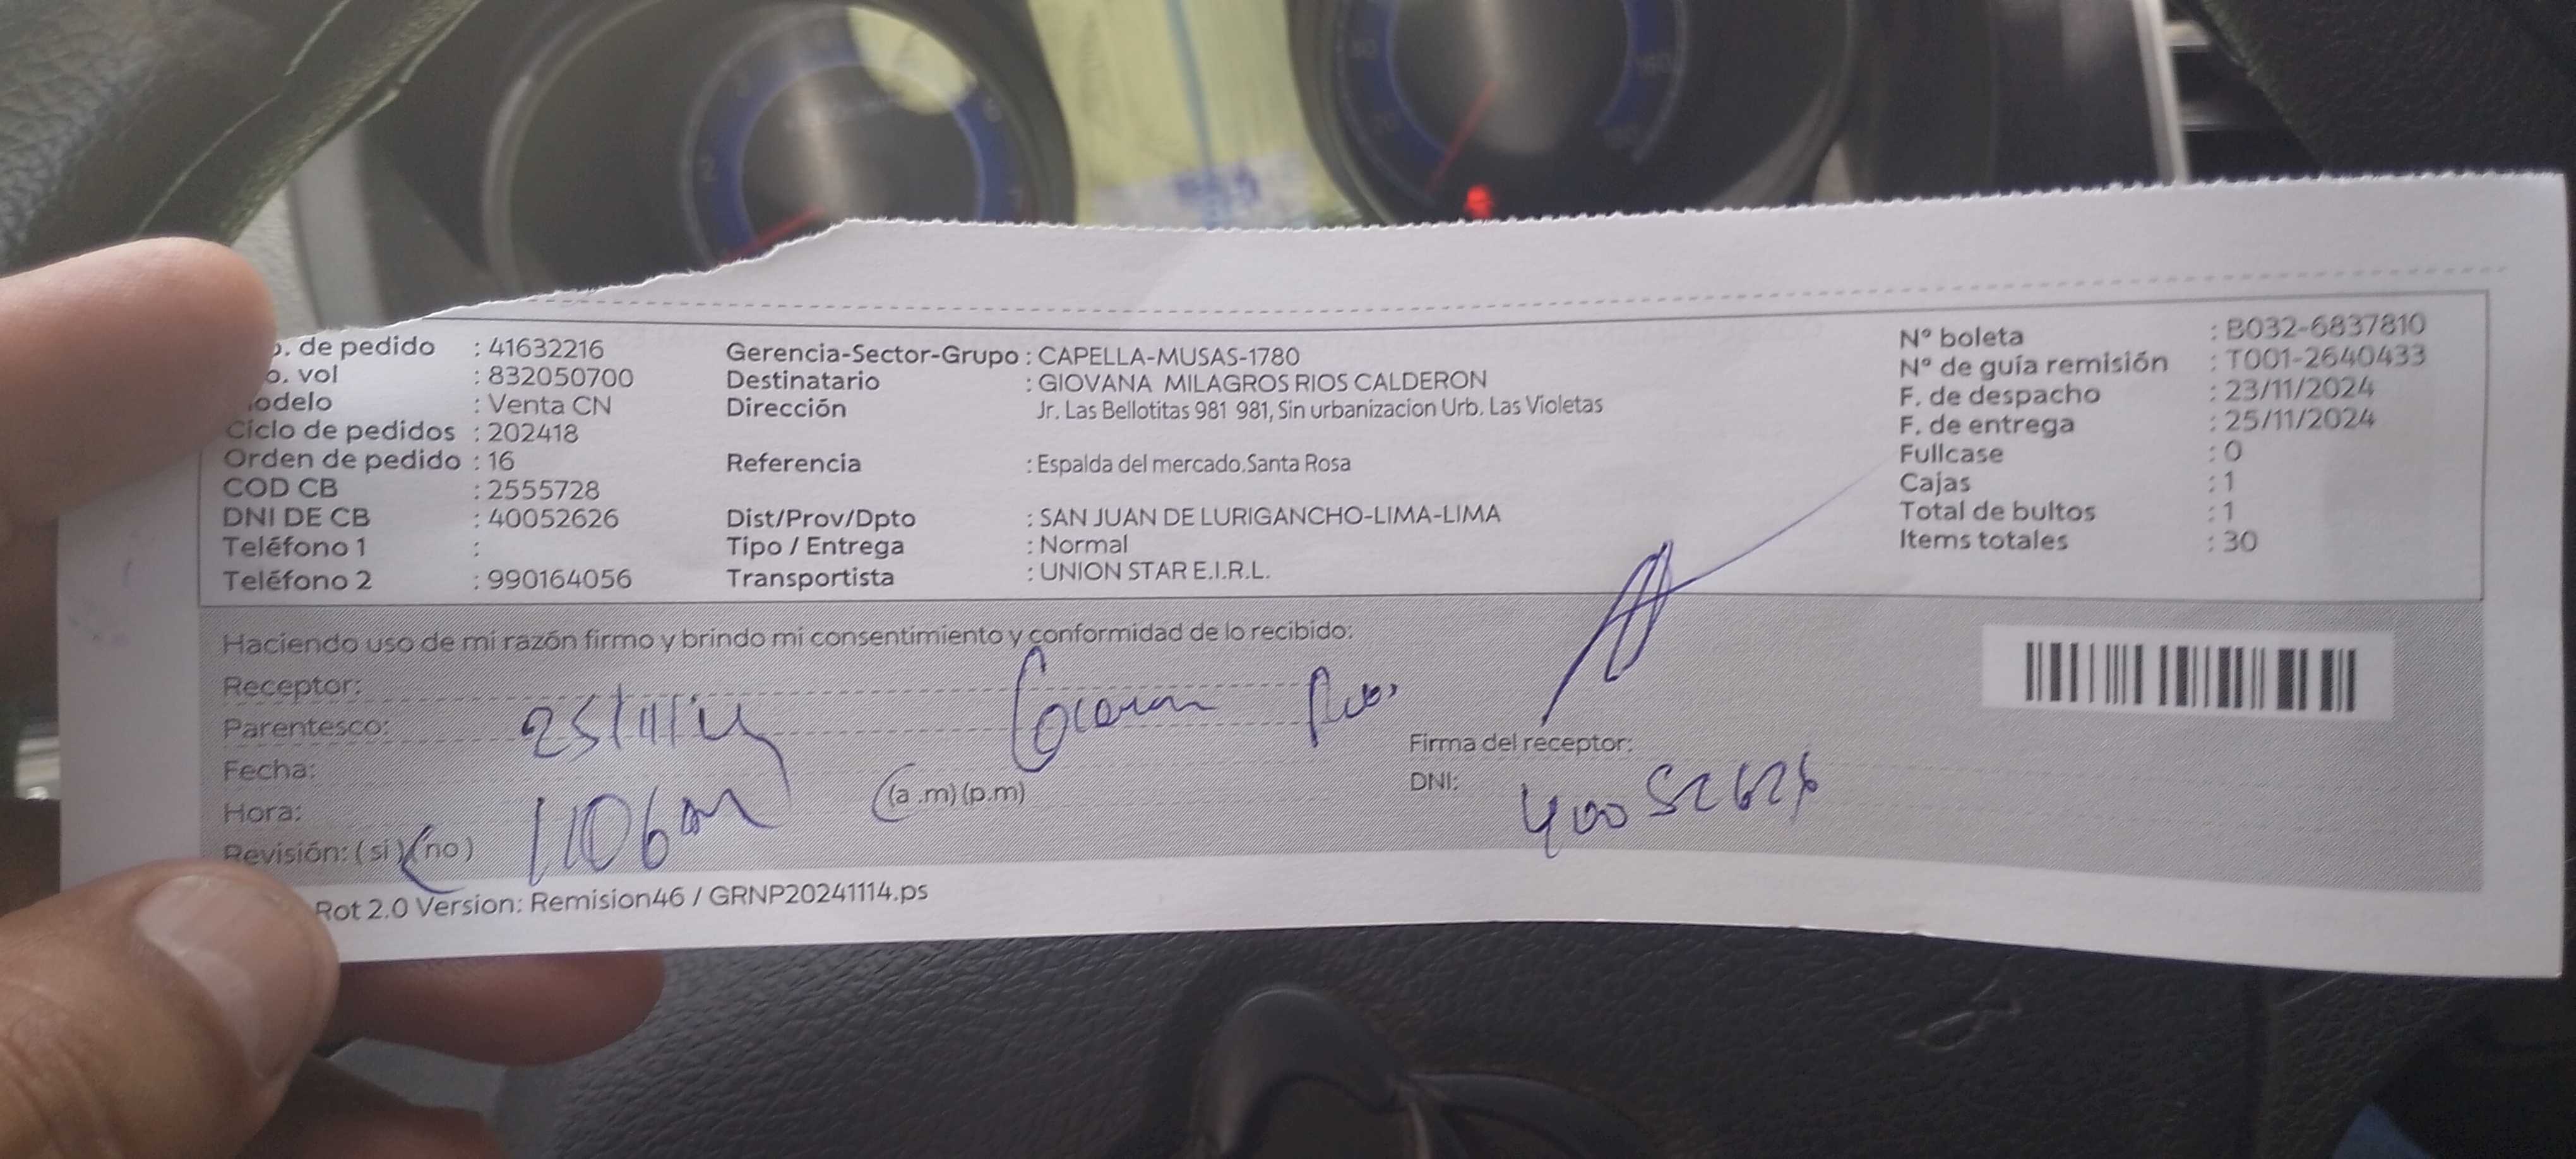 o. de pedido : 41632216
o. vol : 832050700
odelo : Venta CN
Ciclo de pedidos : 202418
Orden de pedido : 16
COD CB : 2555728
DNI DE CB : 40052626
Teléfono 1 :
Teléfono 2 : 990164056
Gerencia-Sector-Grupo : CAPELLA-MUSAS-1780
Destinatario : GIOVANA MILAGROS RIOS CALDERON
Dirección Jr. Las Bellotitas 981 981, Sin urbanizacion Urb. Las Violetas
Referencia : Espalda del mercado.Santa Rosa
Dist/Prov/Dpto : SAN JUAN DE LURIGANCHO-LIMA-LIMA
Tipo / Entrega : Normal
Transportista : UNION STAR E.I.R.L.
N° boleta : B032-6837810
N° de guía remisión : T001-2640433
F. de despacho : 23/11/2024
F. de entrega : 25/11/2024
Fullcase : 0
Cajas : 1
Total de bultos : 1
Items totales : 30
Haciendo uso de mi razón firmo y brindo mi consentimiento y conformidad de lo recibido:
Receptor:
Parentesco:
Fecha:
Hora: (a .m) (p.m)
Revisión: ( si ) ( no )
1106am
Firma del receptor:
DNI: 40052626
Rot 2.0 Version: Remision46 / GRNP20241114.ps